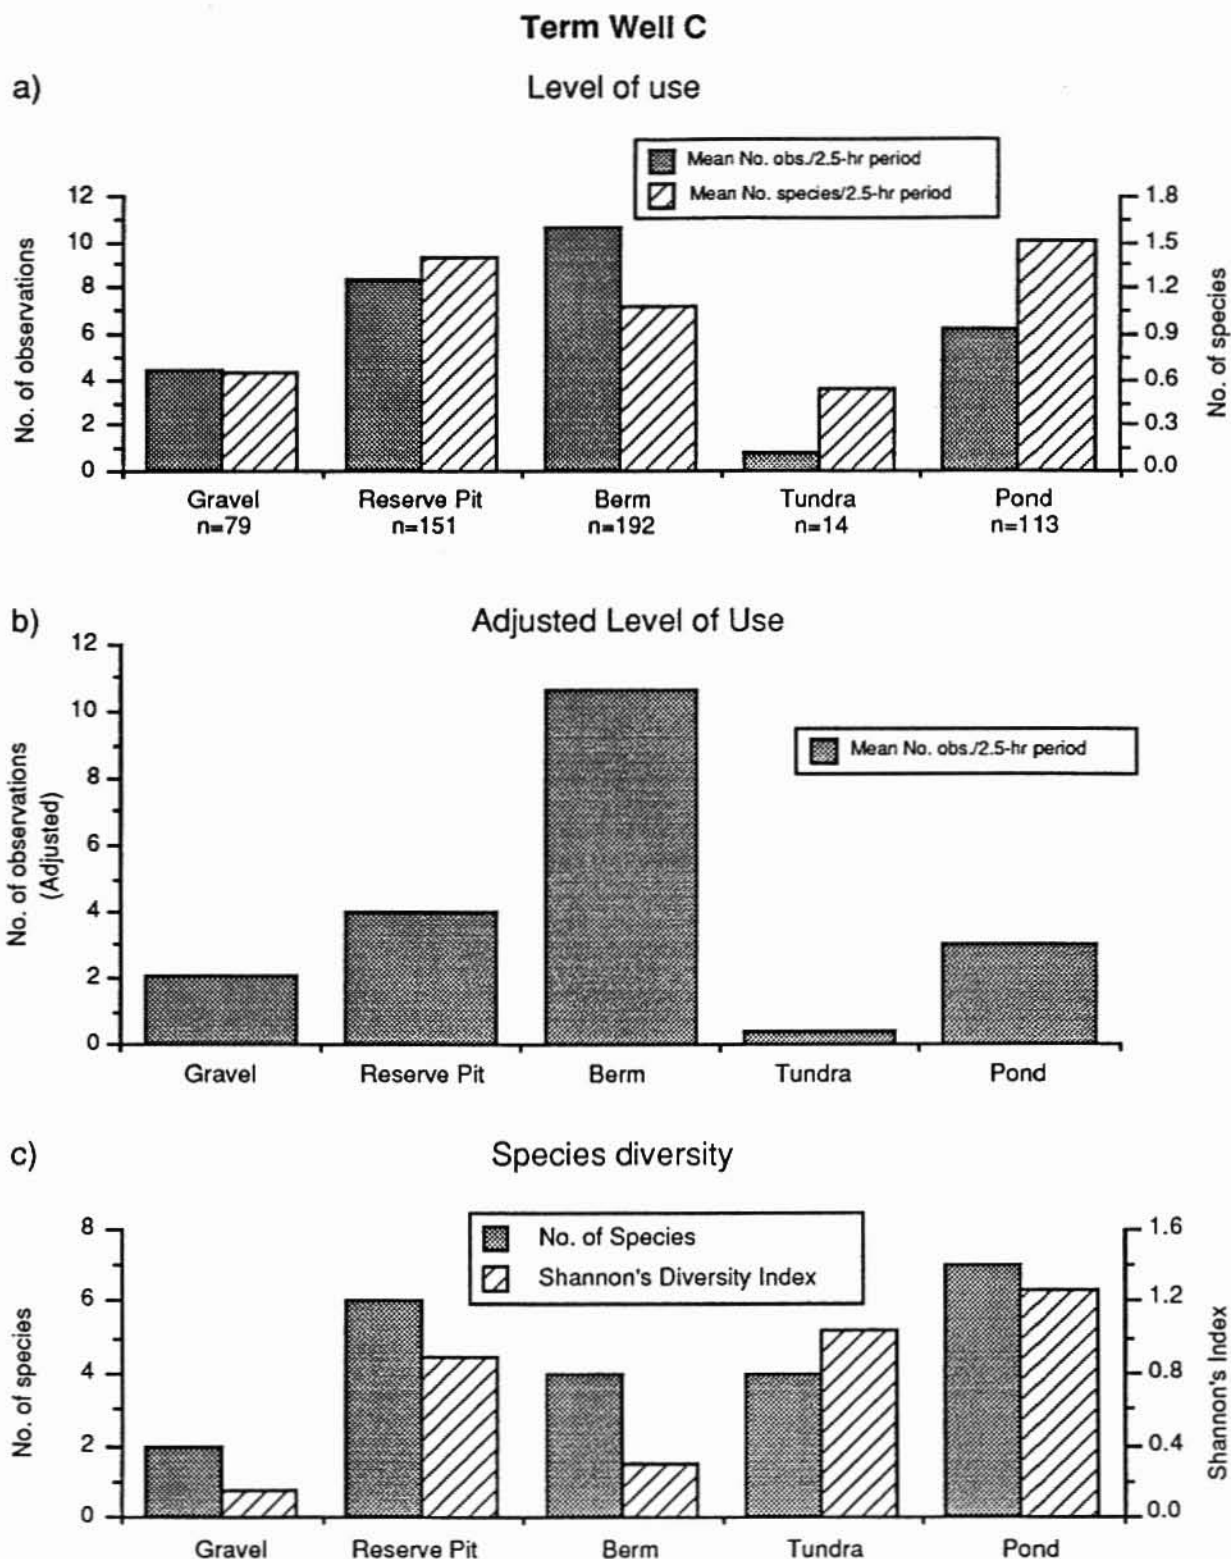 Term Well C
a)
Level of use
Mean No. obs./2.5-hr period
Mean No. species/2.5-hr period
No. of observations
12
10
8
6
4
2
0
1.8
1.5
1.2
0.9
0.6
0.3
0.0
No. of species
Gravel Reserve Pit Berm Tundra Pond
n=79 n=151 n=192 n=14 n=113
b)
Adjusted Level of Use
Mean No. obs./2.5-hr period
No. of observations
(Adjusted)
12
10
8
6
4
2
0
Gravel Reserve Pit Berm Tundra Pond
c)
Species diversity
No. of Species
Shannon's Diversity Index
No. of species
8
6
4
2
0
1.6
1.2
0.8
0.4
0.0
Shannon's Index
Gravel Reserve Pit Berm Tundra Pond